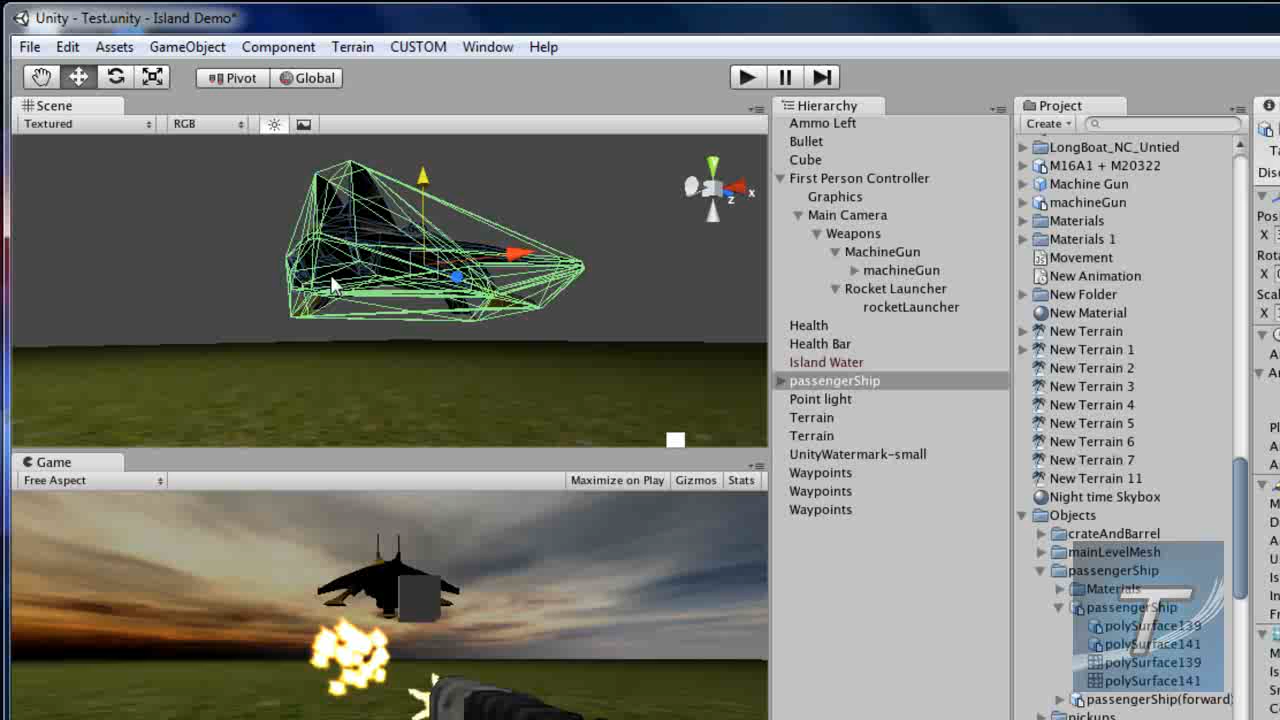 Unity - Test.unity - Island Demo*
File Edit Assets GameObject Component Terrain CUSTOM Window Help
Pivot Global
Scene
Textured RGB
x
z
Game
Free Aspect Maximize on Play Gizmos Stats
Hierarchy
Ammo Left
Bullet
Cube
First Person Controller
Graphics
Main Camera
Weapons
MachineGun
machineGun
Rocket Launcher
rocketLauncher
Health
Health Bar
Island Water
passengerShip
Point light
Terrain
Terrain
UnityWatermark-small
Waypoints
Waypoints
Waypoints
Project
Create
LongBoat_NC_Untied
M16A1 + M20322
Machine Gun
machineGun
Materials
Materials 1
Movement
New Animation
New Folder
New Material
New Terrain
New Terrain 1
New Terrain 2
New Terrain 3
New Terrain 4
New Terrain 5
New Terrain 6
New Terrain 7
New Terrain 11
Night time Skybox
Objects
crateAndBarrel
mainLevelMesh
passengerShip
Materials
passengerShip
polySurface139
polySurface141
polySurface139
polySurface141
passengerShip(forward)
pickups
T
Pos
X
Rota
X
Scal
X